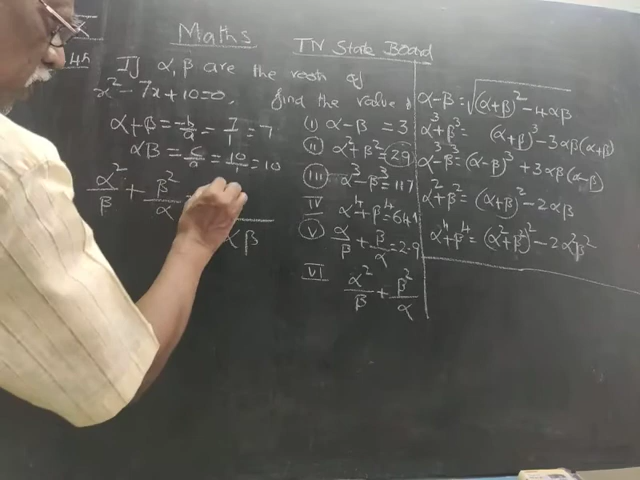 X
Maths
TN State Board
4h
If α, β are the roots of
x² - 7x + 10 = 0, find the value
α + β = -b/a = 7/1 = 7
αβ = c/a = 10/1 = 10
α²/β + β²/α
αβ
(i) α - β = 3
(ii) α² + β² = 29
(iii) α³ - β³ = 117
iv α⁴ + β⁴ = 641
(v) α/β + β/α = 2.9
vi α²/β + β²/α
α - β = √(α+β)² - 4αβ
α³ + β³ = (α+β)³ - 3αβ(α+β)
α³ - β³ = (α-β)³ + 3αβ(α-β)
α² + β² = (α+β)² - 2αβ
α⁴ + β⁴ = (α² + β²)² - 2α²β²